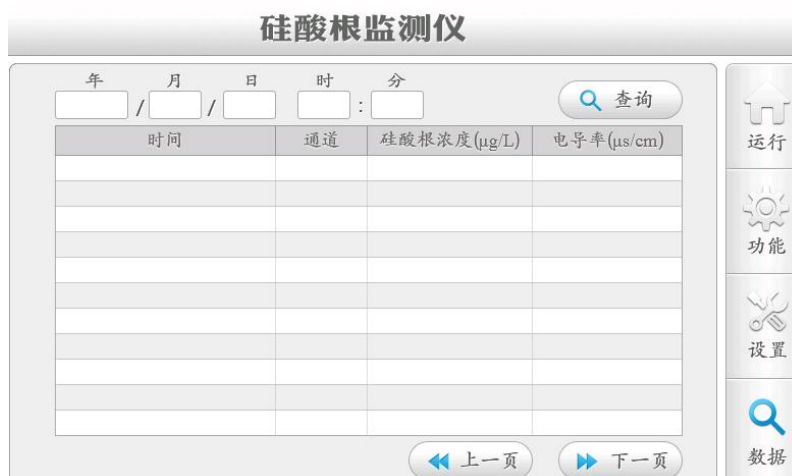 硅酸根监测仪
年 月 日 时 分
/ / :
查询
时间 通道 硅酸根浓度(μg/L) 电导率(μs/cm)
上一页 下一页
运行
功能
设置
数据